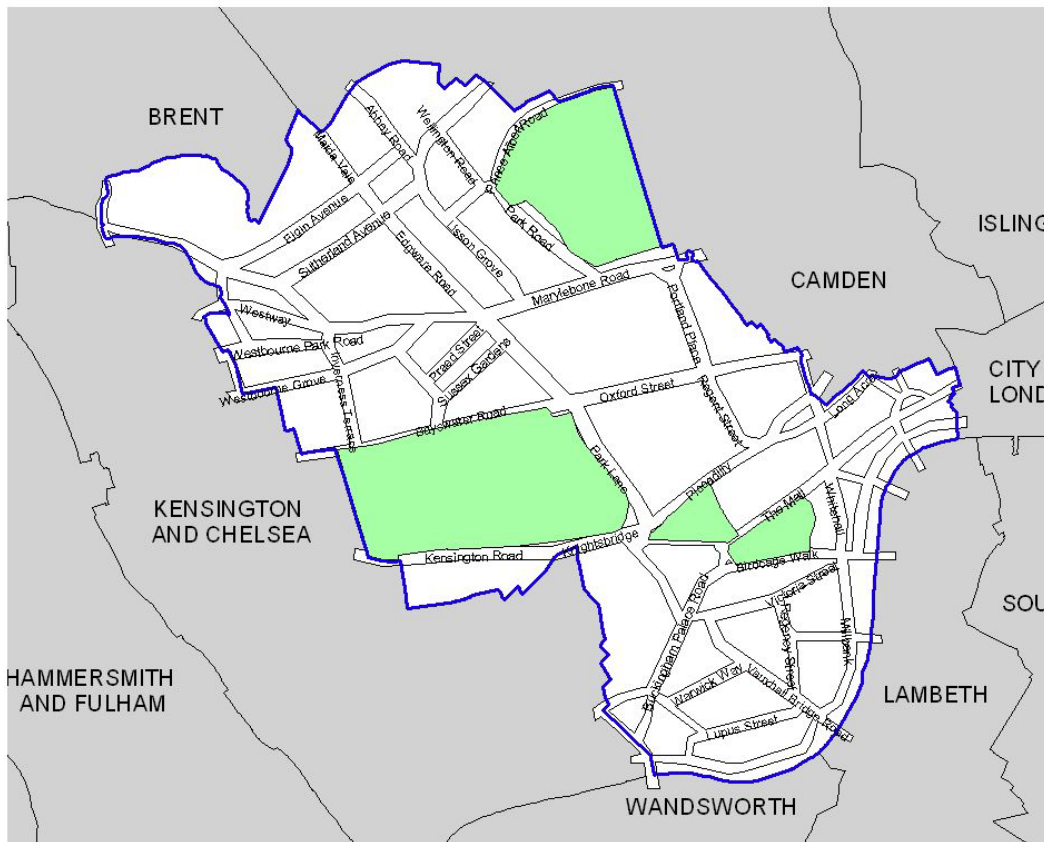 BRENT
Maida Vale
Abbey Road
Wellington Road
Prince Albert Road
ISLING
Elgin Avenue
Sutherland Avenue
Edgware Road
lisson Grove
Park Road
CAMDEN
Marylebone Road
Portland Place
Westway
Westbourne Park Road
Praed Street
Sussex Gardens
CITY
LOND
Westbourne Grove
Inverness Terrace
Oxford Street
Regent Street
Long Acre
Bayswater Road
Park Lane
Piccadilly
The Mall
Whitehall
KENSINGTON
AND CHELSEA
Kensington Road
Knightsbridge
Birdcage Walk
Buckingham Palace Road
Victoria Street
Regency Street
Millbank
SOU
HAMMERSMITH
AND FULHAM
Warwick Way
Vauxhall Bridge Road
LAMBETH
Lupus Street
WANDSWORTH